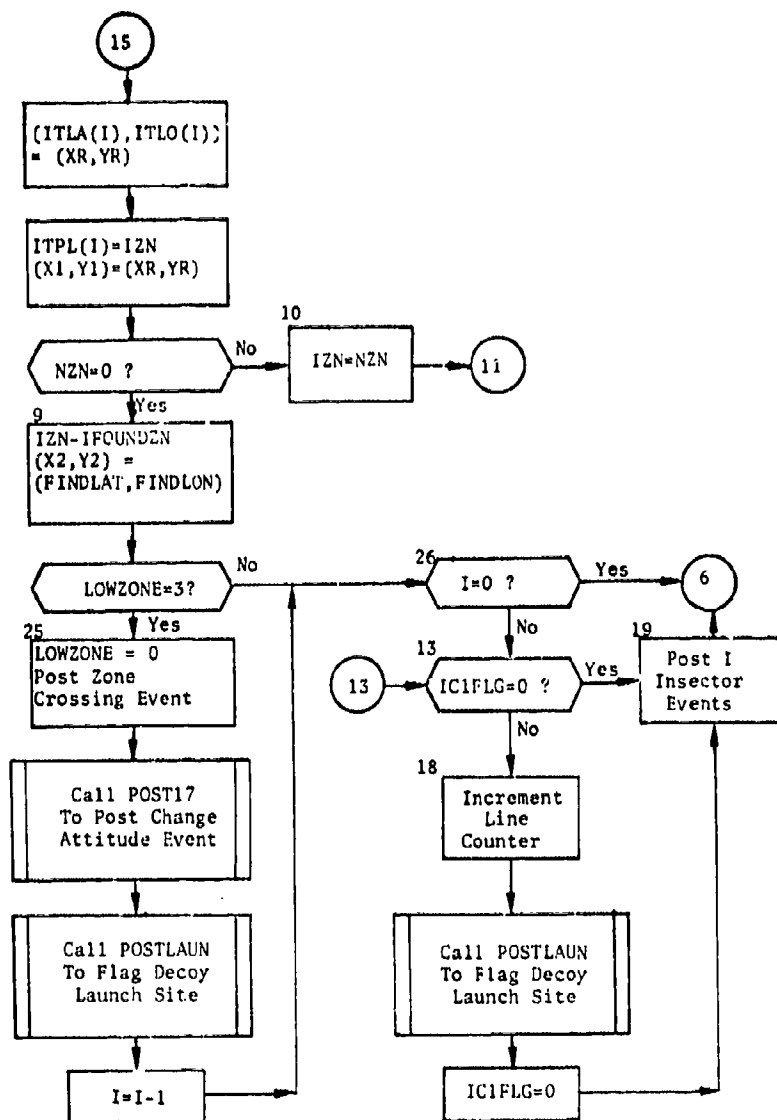 15
(ITLA(I),ITLO(I))
= (XR,YR)
ITPL(I)=IZN
(X1,Y1)=(XR,YR)
NZN=0 ?
No
Yes
10
IZN=NZN
11
9
IZN-IFOUNDZN
(X2,Y2) =
(FINDLAT,FINDLON)
LOWZONE=3?
No
Yes
25
LOWZONE = 0
Post Zone
Crossing Event
Call POST17
To Post Change
Attitude Event
Call POSTLAUN
To Flag Decoy
Launch Site
I=I-1
26
I=0 ?
Yes
No
6
13
13
IC1FLG=0 ?
Yes
No
19
Post I
Insector
Events
18
Increment
Line
Counter
Call POSTLAUN
To Flag Decoy
Launch Site
IC1FLG=0